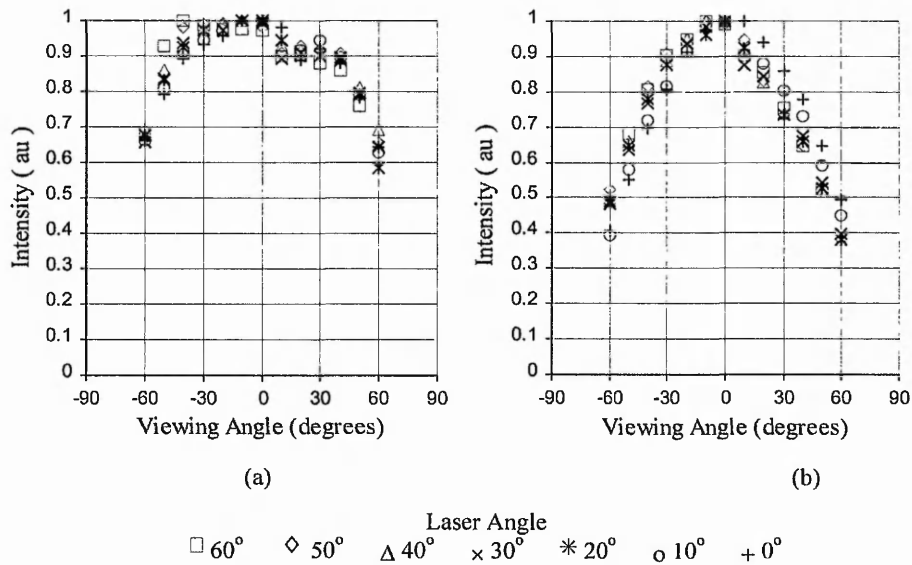 1 1
0.9 0.9
0.8 0.8
0.7 0.7
0.6 0.6
0.5 0.5
0.4 0.4
0.3 0.3
0.2 0.2
0.1 0.1
0 0
Intensity ( au ) Intensity ( au )
-90 -60 -30 0 30 60 90 -90 -60 -30 0 30 60 90
Viewing Angle (degrees) Viewing Angle (degrees)
(a) (b)
Laser Angle
60° 50° 40° 30° 20° 10° 0°